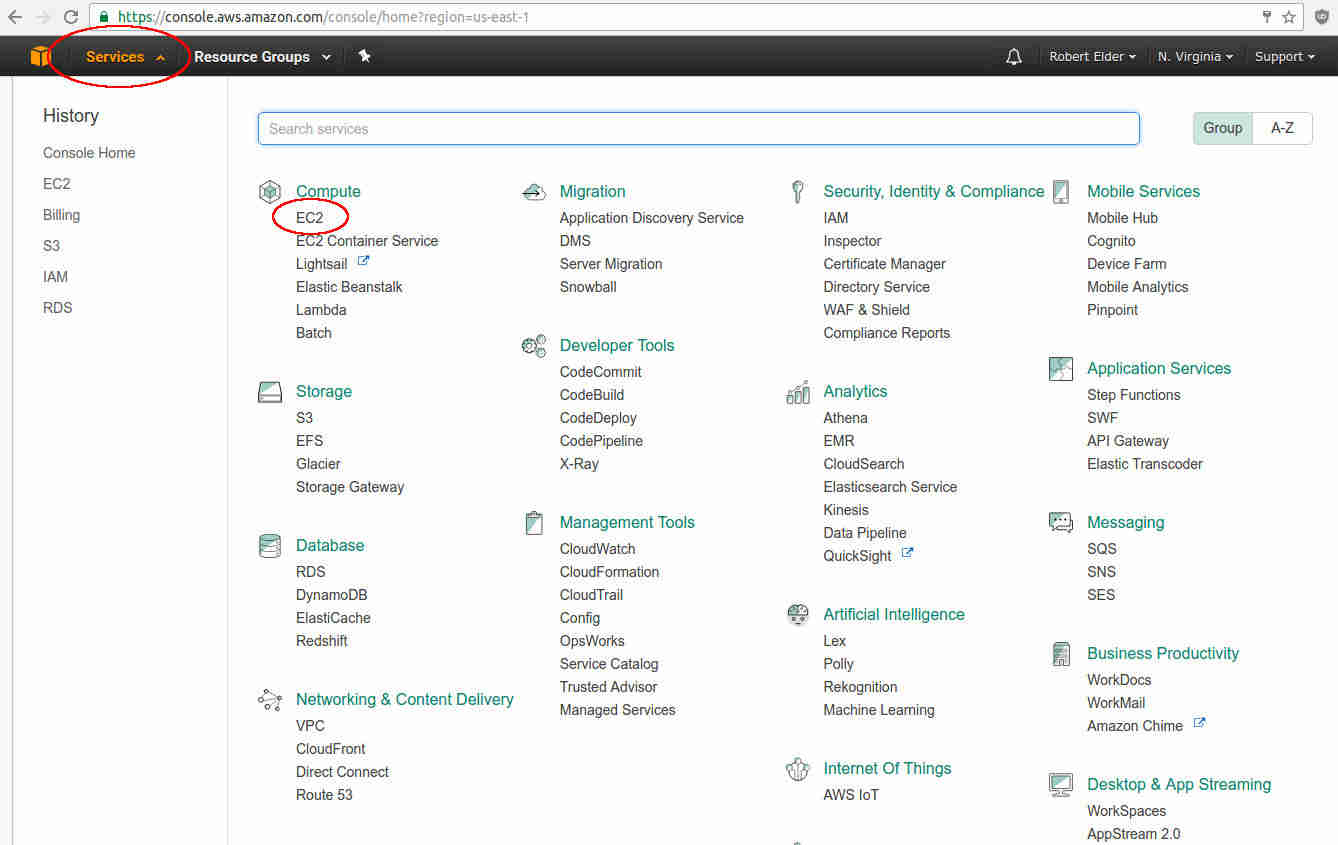 https://console.aws.amazon.com/console/home?region=us-east-1
Services
Resource Groups
Robert Elder
N. Virginia
Support
History
Console Home
EC2
Billing
S3
IAM
RDS
Search services
Group
A-Z
Compute
EC2
EC2 Container Service
Lightsail
Elastic Beanstalk
Lambda
Batch
Storage
S3
EFS
Glacier
Storage Gateway
Database
RDS
DynamoDB
ElastiCache
Redshift
Networking & Content Delivery
VPC
CloudFront
Direct Connect
Route 53
Migration
Application Discovery Service
DMS
Server Migration
Snowball
Developer Tools
CodeCommit
CodeBuild
CodeDeploy
CodePipeline
X-Ray
Management Tools
CloudWatch
CloudFormation
CloudTrail
Config
OpsWorks
Service Catalog
Trusted Advisor
Managed Services
Security, Identity & Compliance
IAM
Inspector
Certificate Manager
Directory Service
WAF & Shield
Compliance Reports
Analytics
Athena
EMR
CloudSearch
Elasticsearch Service
Kinesis
Data Pipeline
QuickSight
Artificial Intelligence
Lex
Polly
Rekognition
Machine Learning
Internet Of Things
AWS IoT
Mobile Services
Mobile Hub
Cognito
Device Farm
Mobile Analytics
Pinpoint
Application Services
Step Functions
SWF
API Gateway
Elastic Transcoder
Messaging
SQS
SNS
SES
Business Productivity
WorkDocs
WorkMail
Amazon Chime
Desktop & App Streaming
WorkSpaces
AppStream 2.0